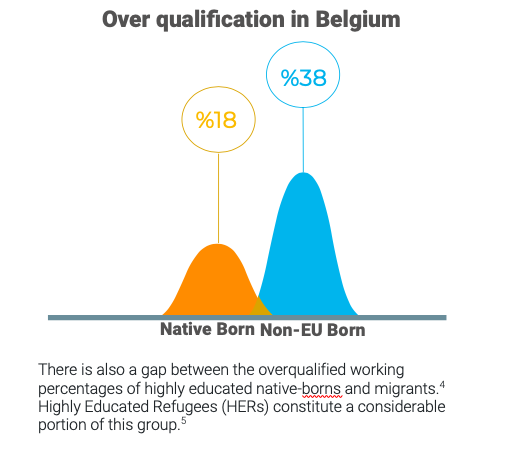 Over qualification in Belgium
%38
%18
Native Born Non-EU Born
There is also a gap between the overqualified working
percentages of highly educated native-borns and migrants.⁴
Highly Educated Refugees (HERs) constitute a considerable
portion of this group.⁵